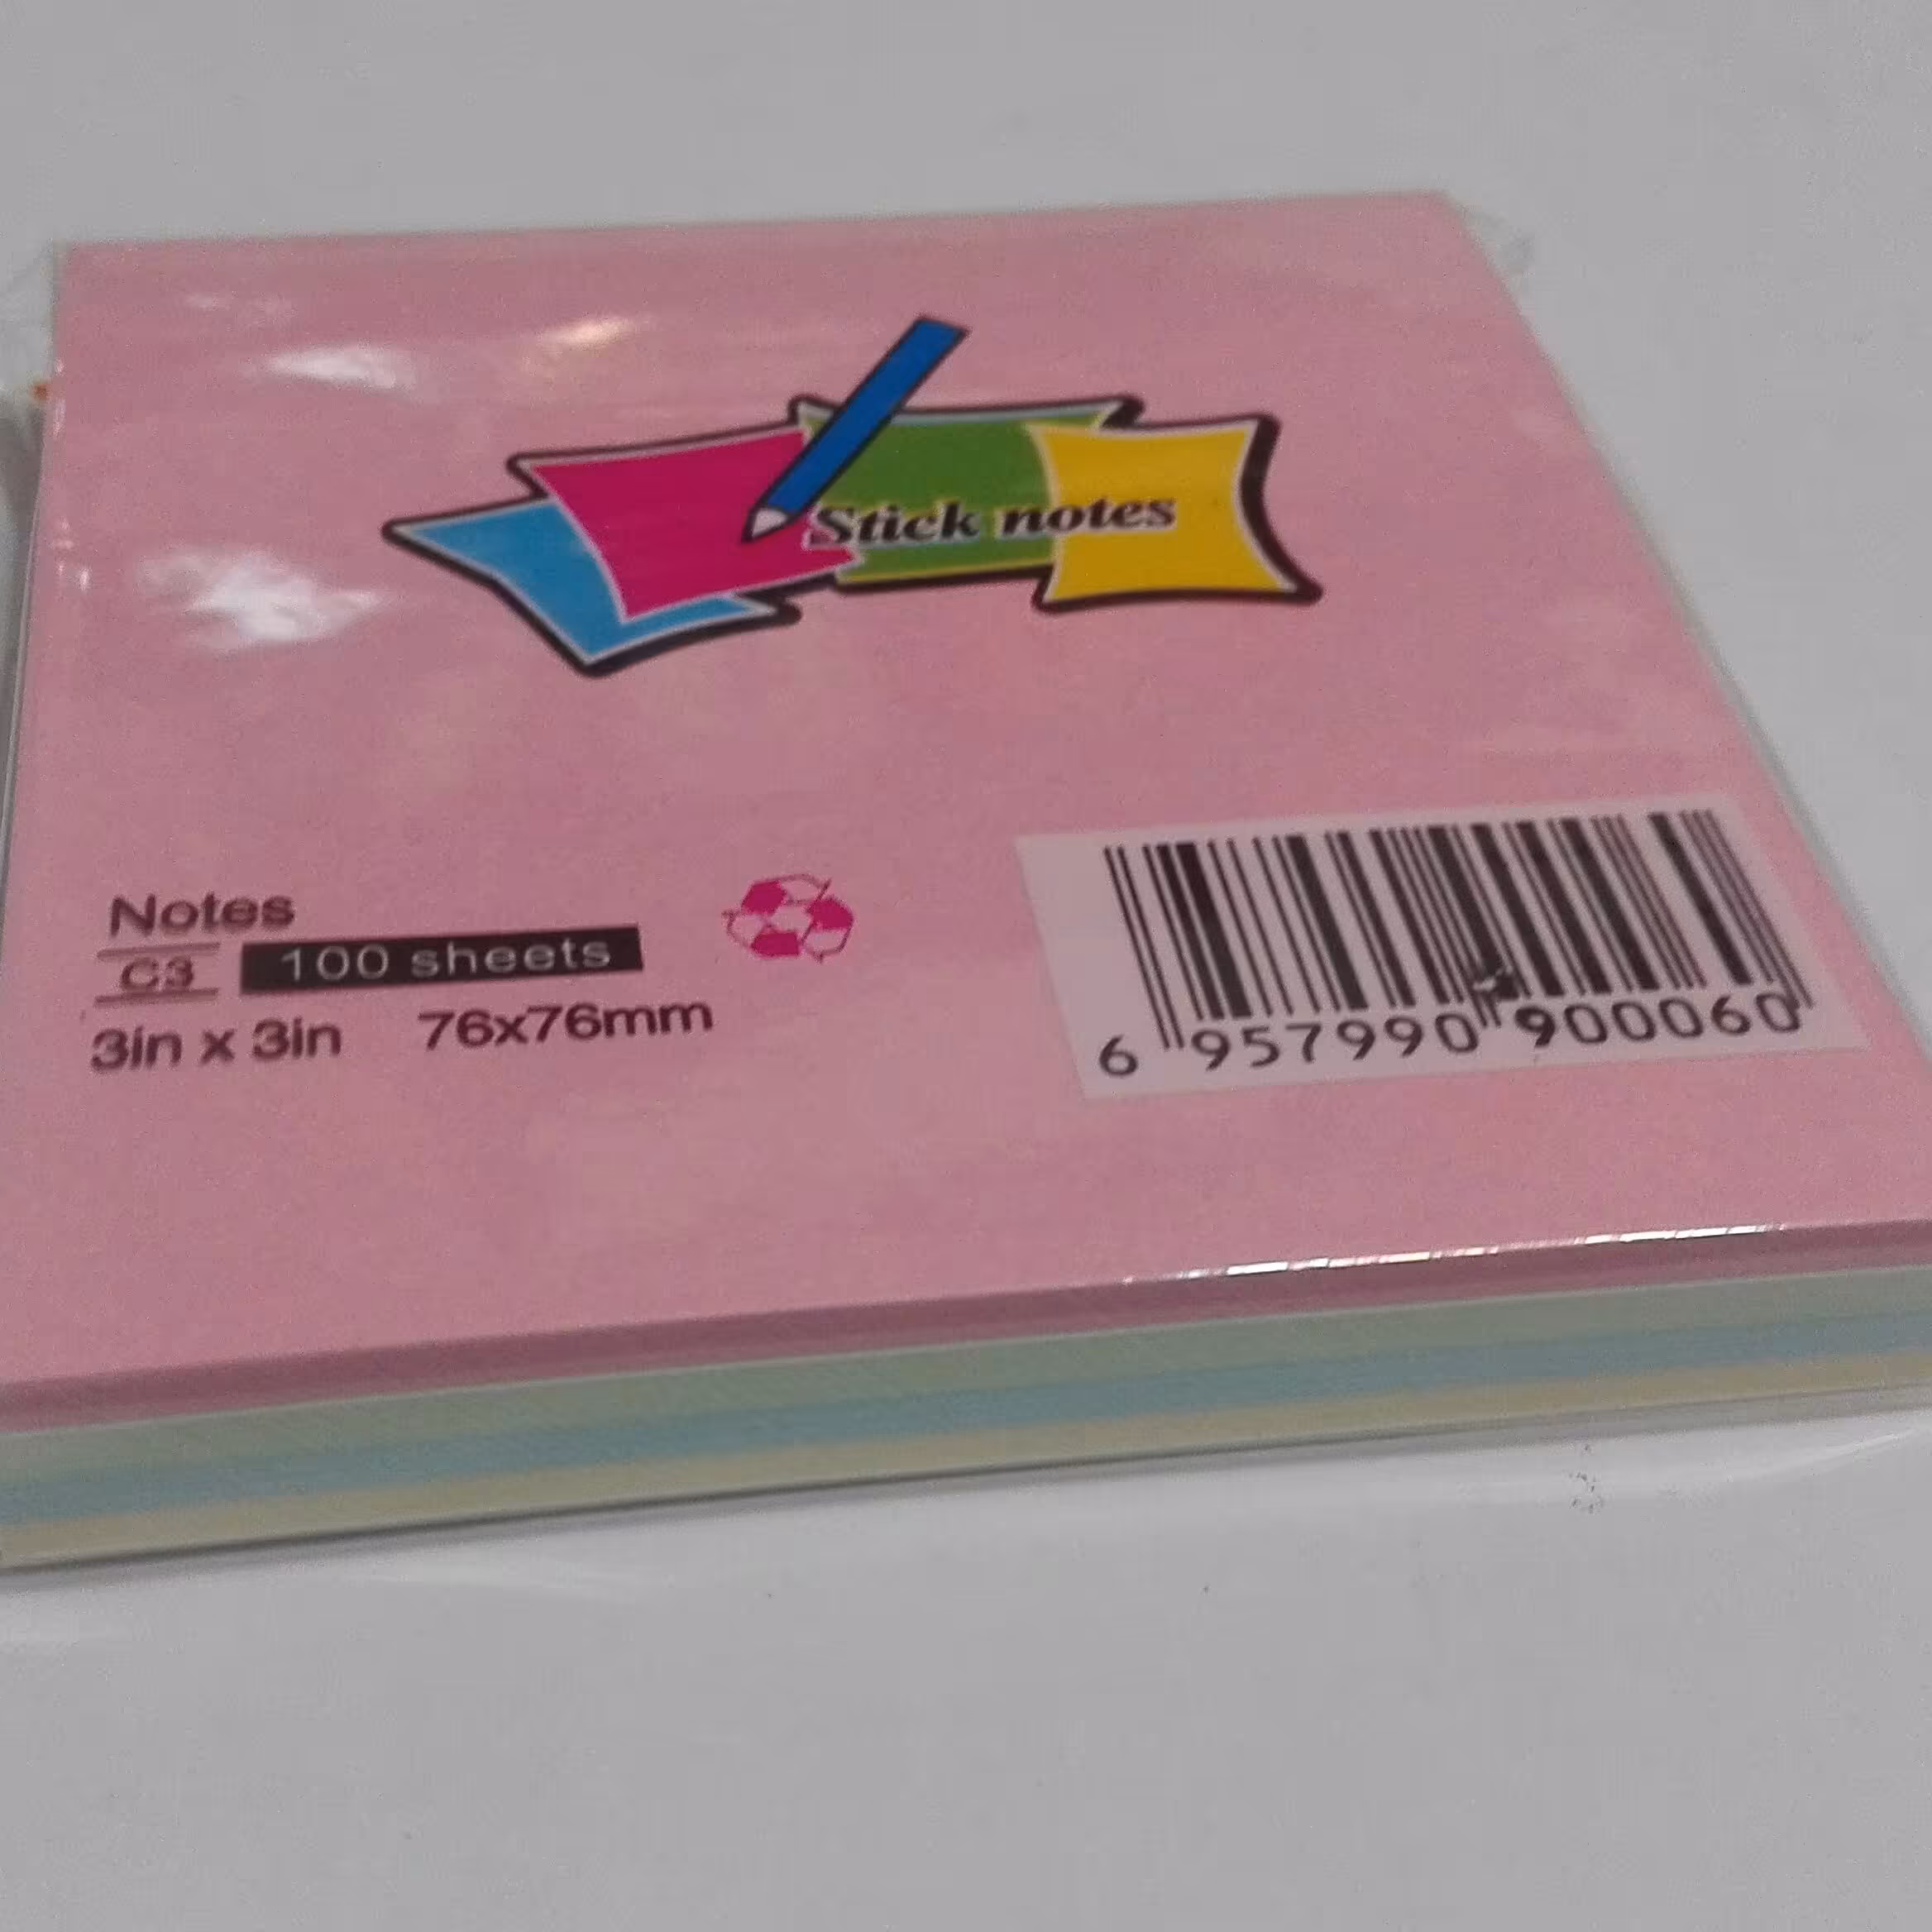 Stick notes
Notes
C3 100 sheets
3in x 3in 76x76mm
6 957990 900060